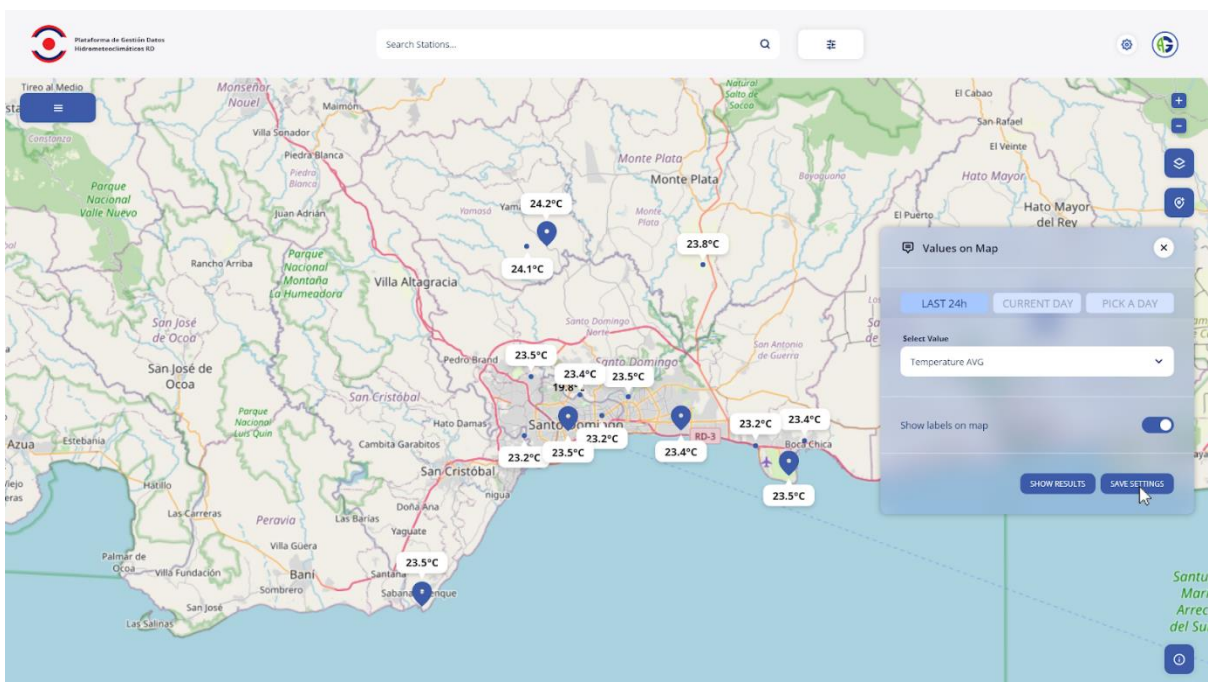 Plataforma de Gestión Datos
Hidrometeoclimáticos RD
Search Stations...
Tireo al Medio
Constanza
Monseñor
Nouel
Maimón
Villa Sonador
Piedra Blanca
Piedra
Blanca
Parque
Nacional
Valle Nuevo
Juan Adrián
Rancho Arriba
Parque
Nacional
Montaña
La Humeadora
Villa Altagracia
San José
de Ocoa
San José de
Ocoa
Natural
Salto de
Socoa
Monte Plata
Monte Plata
Monte
Plata
Bayaguana
Yamasá
24.2°C
24.1°C
23.8°C
El Cabao
San Rafael
El Veinte
Hato Mayor
Hato Mayor
del Rey
El Puerto
Values on Map
LAST 24h
CURRENT DAY
PICK A DAY
Select Value
Temperature AVG
Show labels on map
SHOW RESULTS
SAVE SETTINGS
Santo Domingo
Norte
San Antonio
de Guerra
Pedro Brand
23.5°C
Santo Domingo
23.4°C
23.5°C
San Cristóbal
Parque
Nacional
Luis Quin
Hato Damas
Santo Domingo
23.2°C
RD-3
23.2°C
23.4°C
Boca Chica
Cambita Garabitos
23.2°C
23.5°C
23.4°C
San Cristóbal
23.5°C
Azua
Estebania
Hatillo
Las Carreras
Peravia
Las Barías
Doña Ana
Yaguate
Villa Güera
Palmar de
Ocoa
Villa Fundación
Baní
Santana
23.5°C
Sombrero
San José
Las Salinas